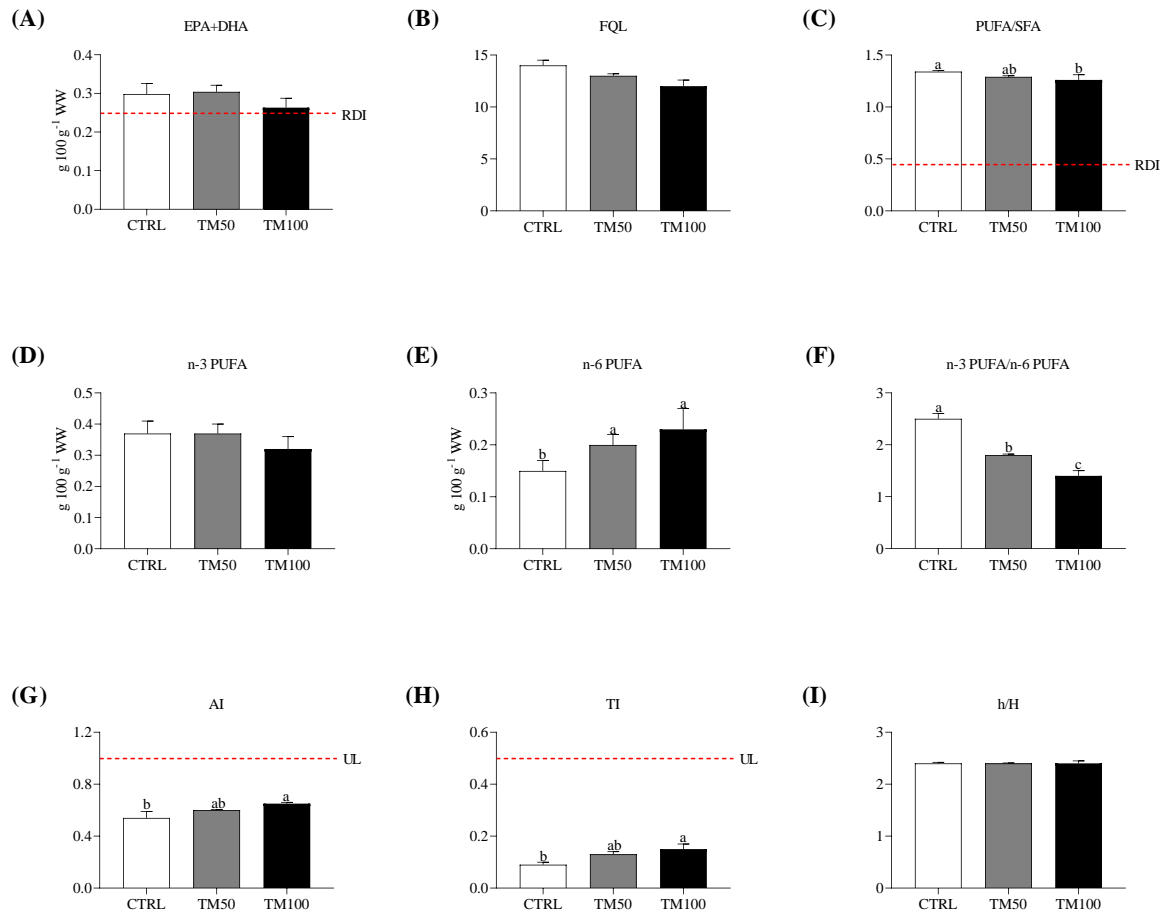 (A)
EPA+DHA
g 100 g⁻¹ WW
0.4
0.3
0.2
0.1
0.0
RDI
CTRL TM50 TM100
(B)
FQL
15
10
5
0
CTRL TM50 TM100
(C)
PUFA/SFA
1.5
1.0
0.5
0.0
a ab b
RDI
CTRL TM50 TM100
(D)
n-3 PUFA
g 100 g⁻¹ WW
0.5
0.4
0.3
0.2
0.1
0.0
CTRL TM50 TM100
(E)
n-6 PUFA
g 100 g⁻¹ WW
0.3
0.2
0.1
0.0
b a a
CTRL TM50 TM100
(F)
n-3 PUFA/n-6 PUFA
3
2
1
0
a b c
CTRL TM50 TM100
(G)
AI
1.2
0.8
0.4
0.0
UL
b ab a
CTRL TM50 TM100
(H)
TI
0.6
0.4
0.2
0.0
UL
b ab a
CTRL TM50 TM100
(I)
h/H
3
2
1
0
CTRL TM50 TM100